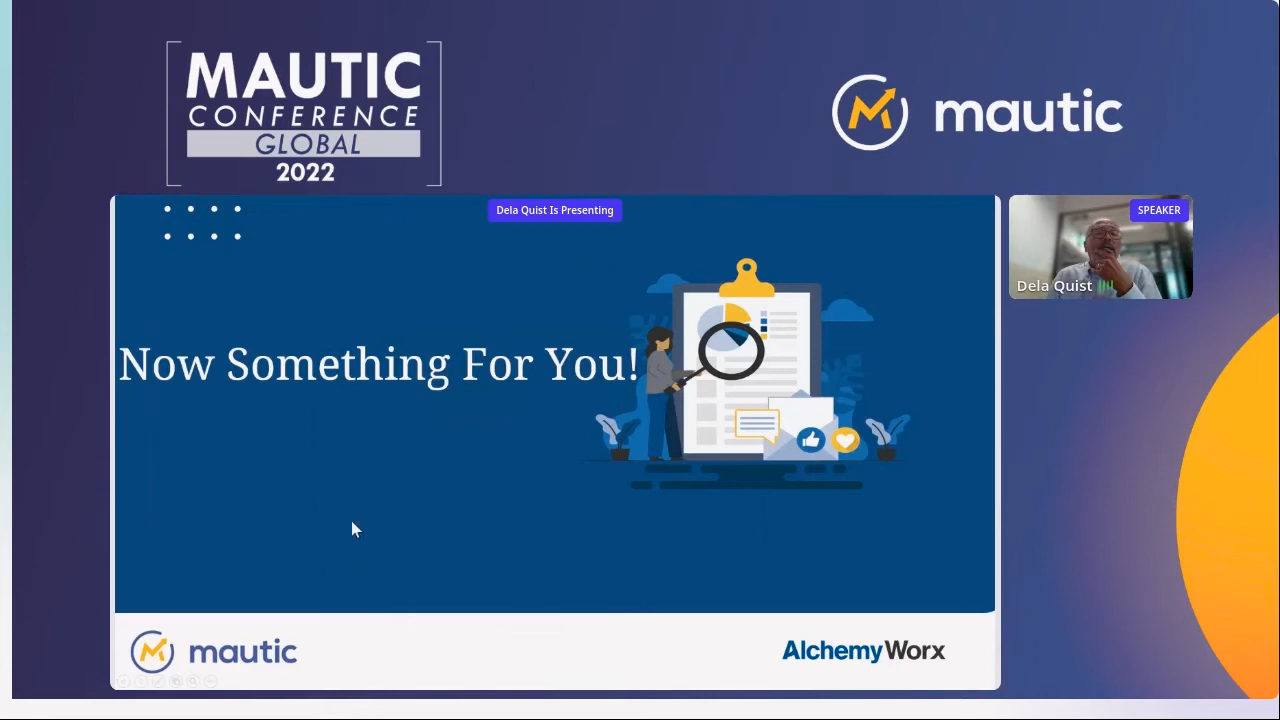 MAUTIC
CONFERENCE
GLOBAL
2022
mautic
Dela Quist Is Presenting
SPEAKER
Dela Quist
Now Something For You!
mautic
AlchemyWorx